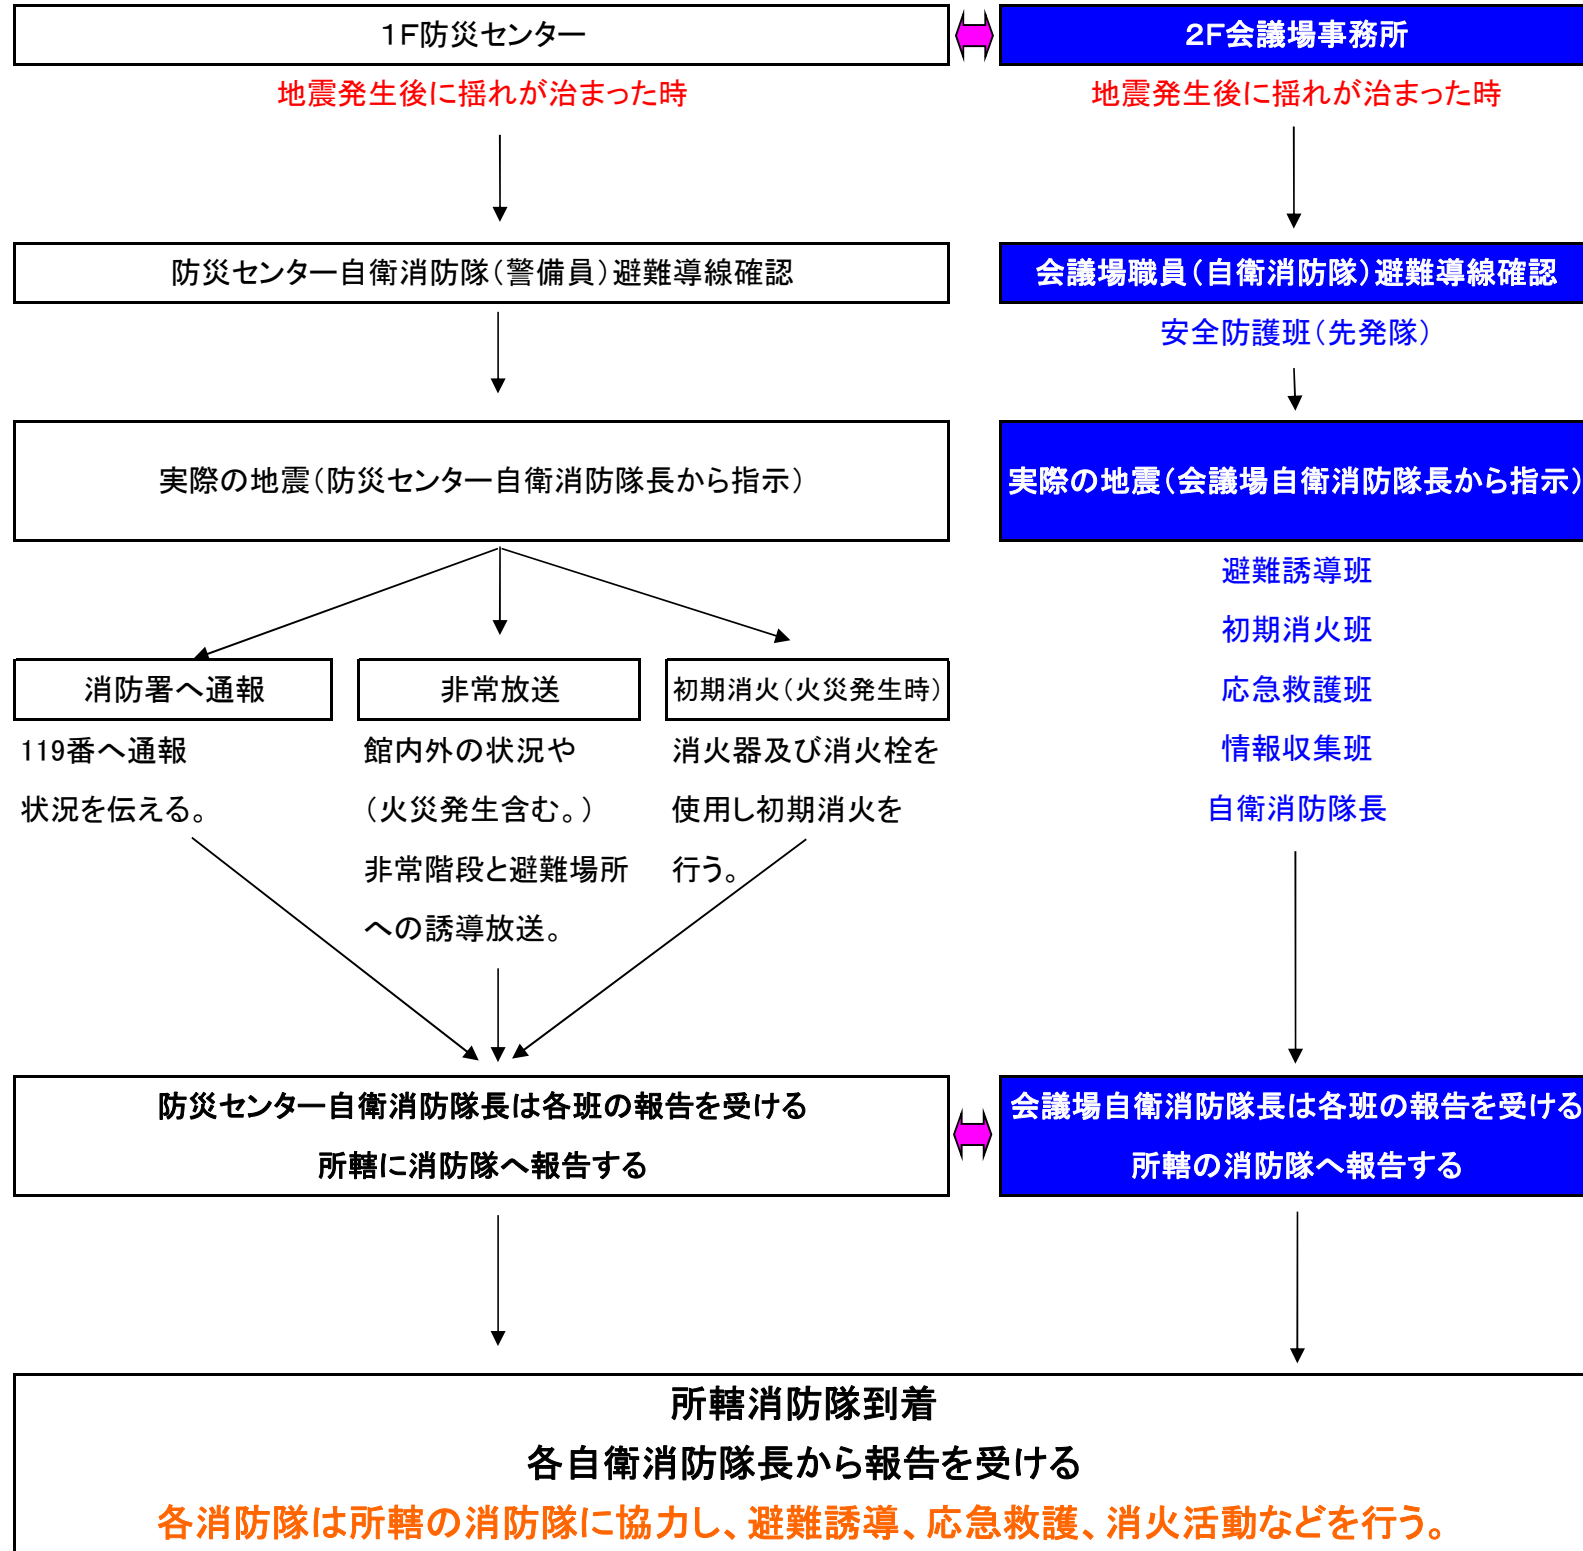 1F防災センター
2F会議場事務所
地震発生後に揺れが治まった時
地震発生後に揺れが治まった時
防災センター自衛消防隊（警備員）避難導線確認
会議場職員（自衛消防隊）避難導線確認
安全防護班（先発隊）
実際の地震（防災センター自衛消防隊長から指示）
実際の地震（会議場自衛消防隊長から指示）
避難誘導班
初期消火班
応急救護班
情報収集班
自衛消防隊長
消防署へ通報
119番へ通報
状況を伝える。
非常放送
館内外の状況や
（火災発生含む。）
非常階段と避難場所
への誘導放送。
初期消火（火災発生時）
消火器及び消火栓を
使用し初期消火を
行う。
防災センター自衛消防隊長は各班の報告を受ける
所轄に消防隊へ報告する
会議場自衛消防隊長は各班の報告を受ける
所轄の消防隊へ報告する
所轄消防隊到着
各自衛消防隊長から報告を受ける
各消防隊は所轄の消防隊に協力し、避難誘導、応急救護、消火活動などを行う。